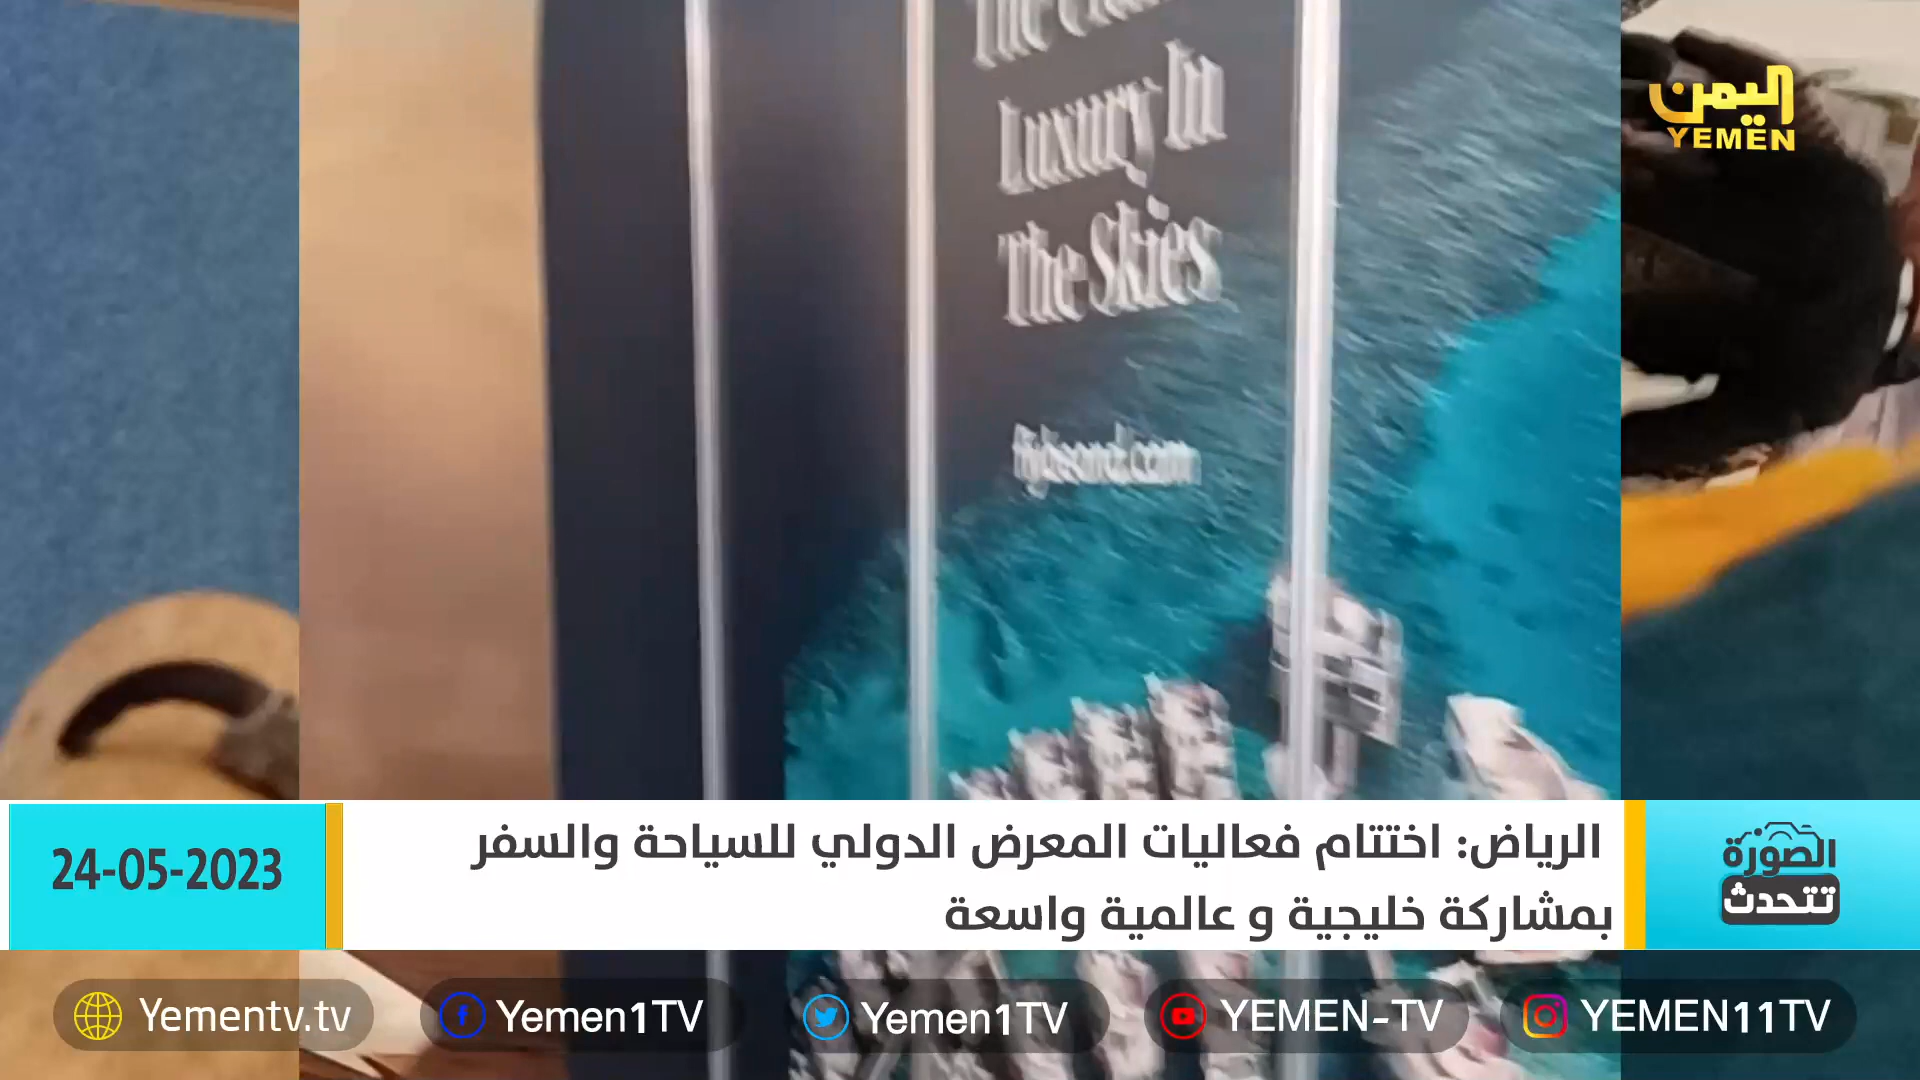 Luxury In
The Skies
اليمن
YEMEN
24-05-2023
الرياض: اختتام فعاليات المعرض الدولي للسياحة والسفر
بمشاركة خليجية و عالمية واسعة
الصورة
تتحدث
Yementv.tv
Yemen1TV
Yemen1TV
YEMEN-TV
YEMEN11TV